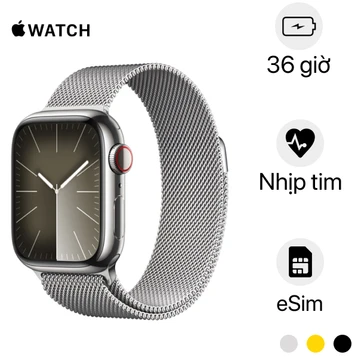 WATCH
36 giờ
Nhịp tim
eSim